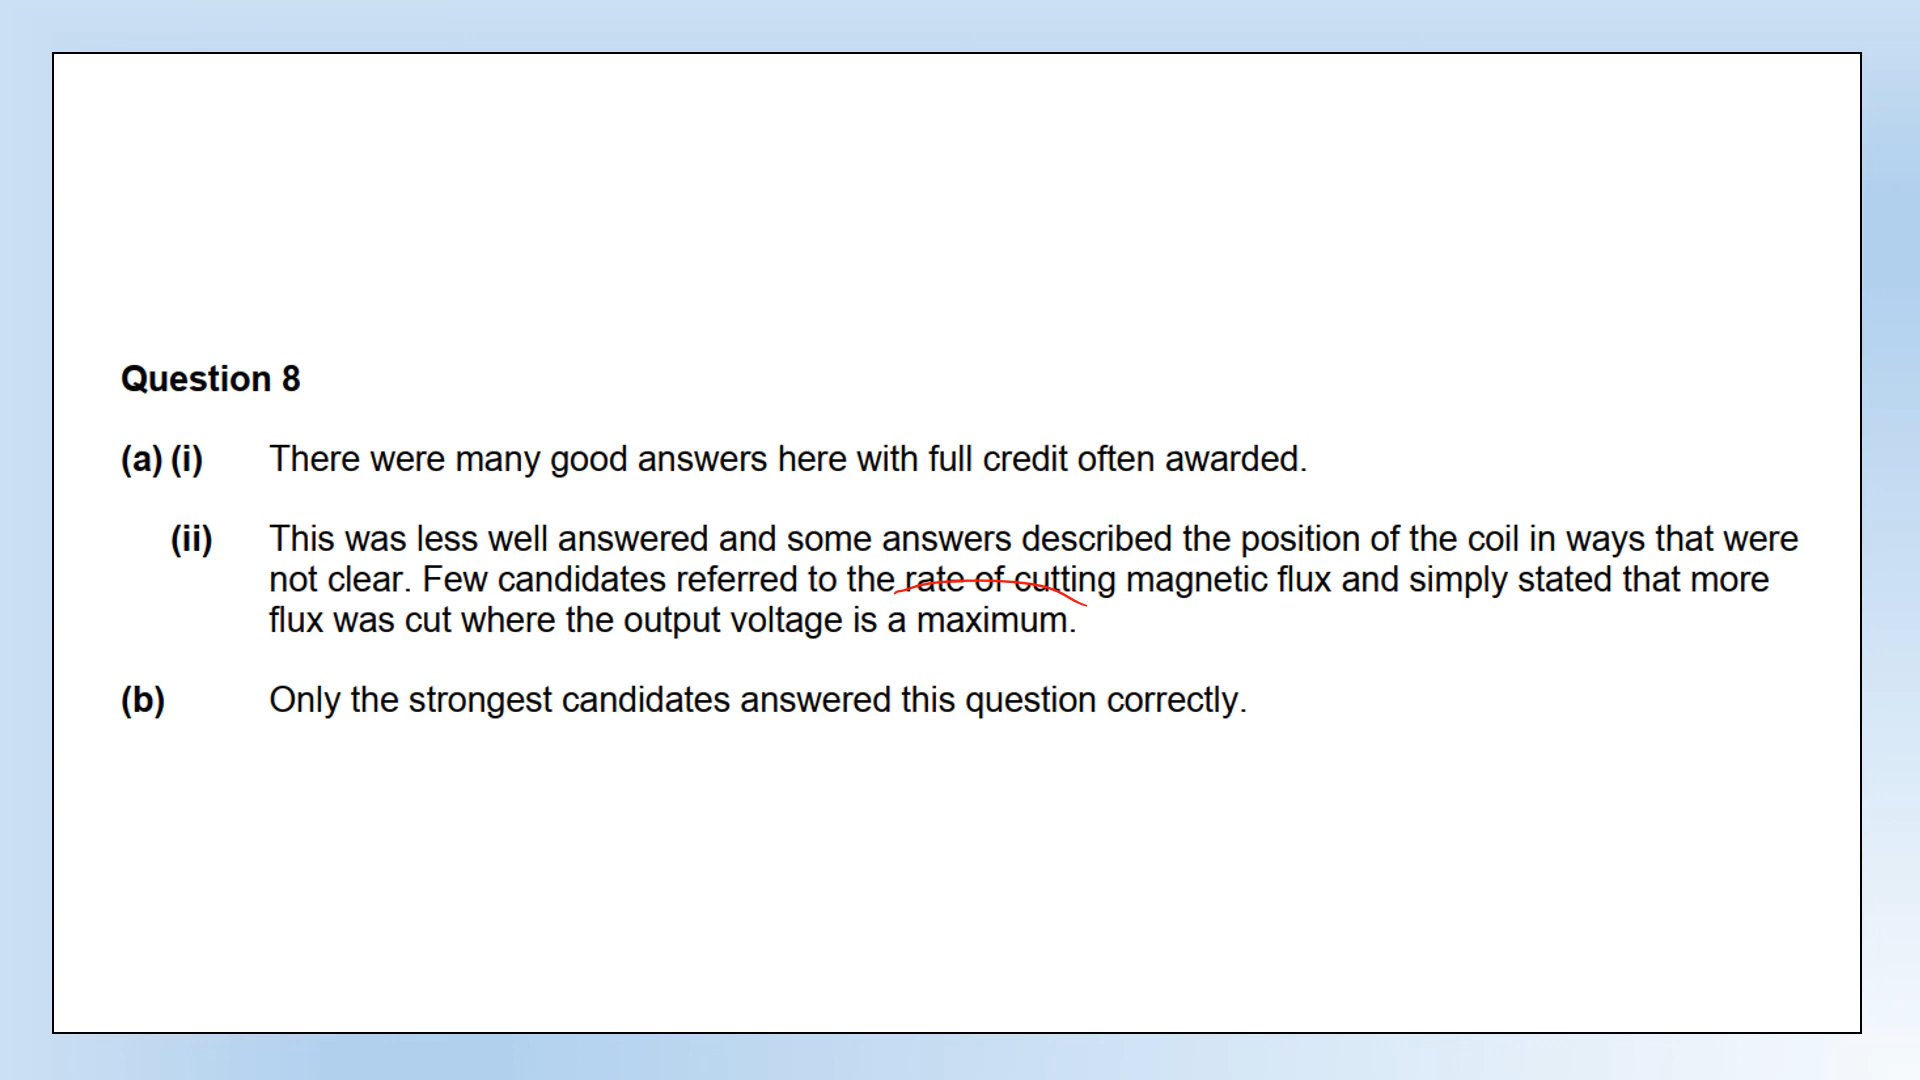 Question 8
(a) (i) There were many good answers here with full credit often awarded.
(ii) This was less well answered and some answers described the position of the coil in ways that were
not clear. Few candidates referred to the rate of cutting magnetic flux and simply stated that more
flux was cut where the output voltage is a maximum.
(b) Only the strongest candidates answered this question correctly.